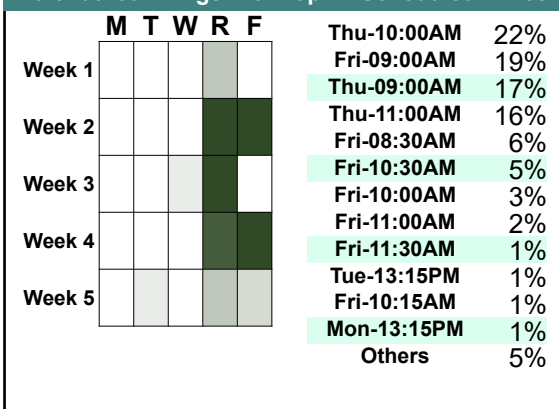 M T W R F
Week 1
Week 2
Week 3
Week 4
Week 5
Thu-10:00AM 22%
Fri-09:00AM 19%
Thu-09:00AM 17%
Thu-11:00AM 16%
Fri-08:30AM 6%
Fri-10:30AM 5%
Fri-10:00AM 3%
Fri-11:00AM 2%
Fri-11:30AM 1%
Tue-13:15PM 1%
Fri-10:15AM 1%
Mon-13:15PM 1%
Others 5%